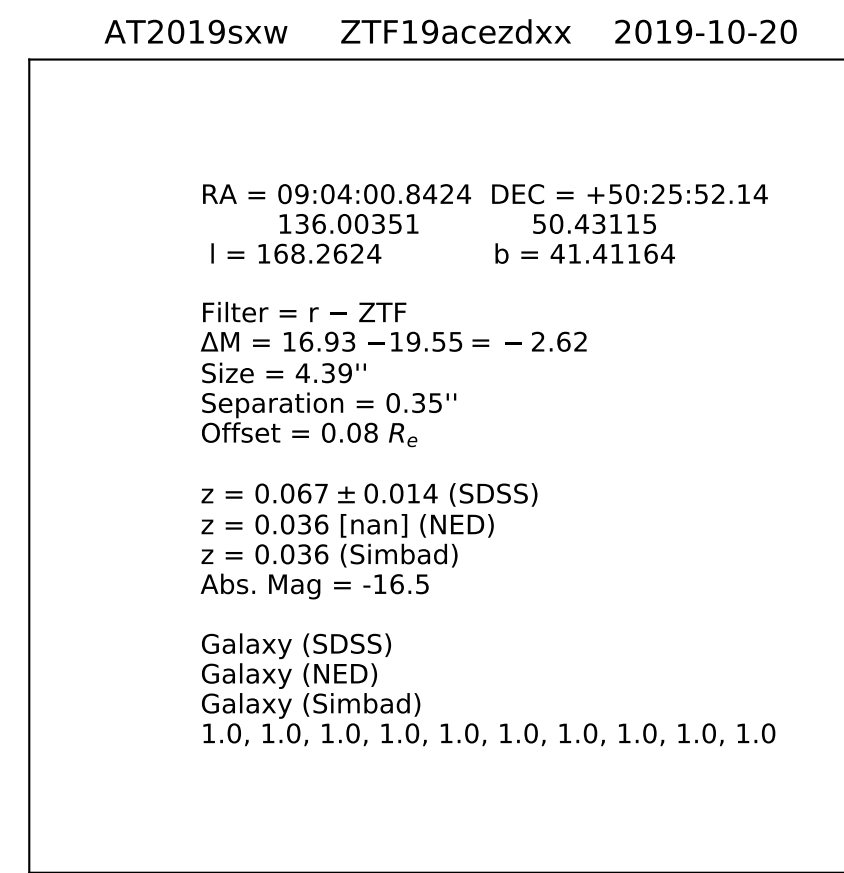 AT2019sxw ZTF19acezdxx 2019-10-20
RA = 09:04:00.8424 DEC = +50:25:52.14
136.00351 50.43115
l = 168.2624 b = 41.41164
Filter = r − ZTF
ΔM = 16.93 −19.55 = − 2.62
Size = 4.39''
Separation = 0.35''
Offset = 0.08 Re
z = 0.067 ± 0.014 (SDSS)
z = 0.036 [nan] (NED)
z = 0.036 (Simbad)
Abs. Mag = -16.5
Galaxy (SDSS)
Galaxy (NED)
Galaxy (Simbad)
1.0, 1.0, 1.0, 1.0, 1.0, 1.0, 1.0, 1.0, 1.0, 1.0